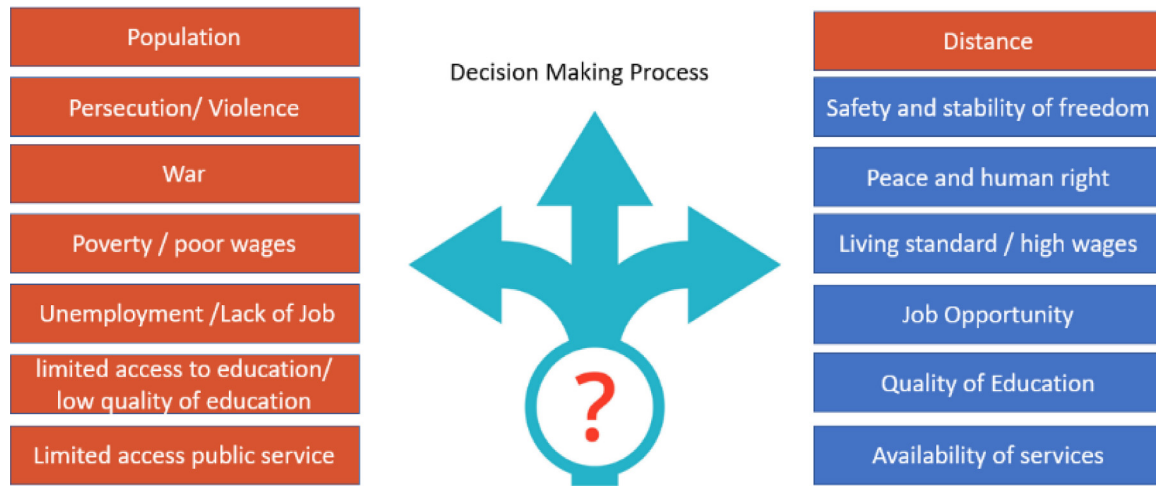 Population
Persecution/ Violence
War
Poverty / poor wages
Unemployment /Lack of Job
limited access to education/
low quality of education
Limited access public service
Decision Making Process
?
Distance
Safety and stability of freedom
Peace and human right
Living standard / high wages
Job Opportunity
Quality of Education
Availability of services